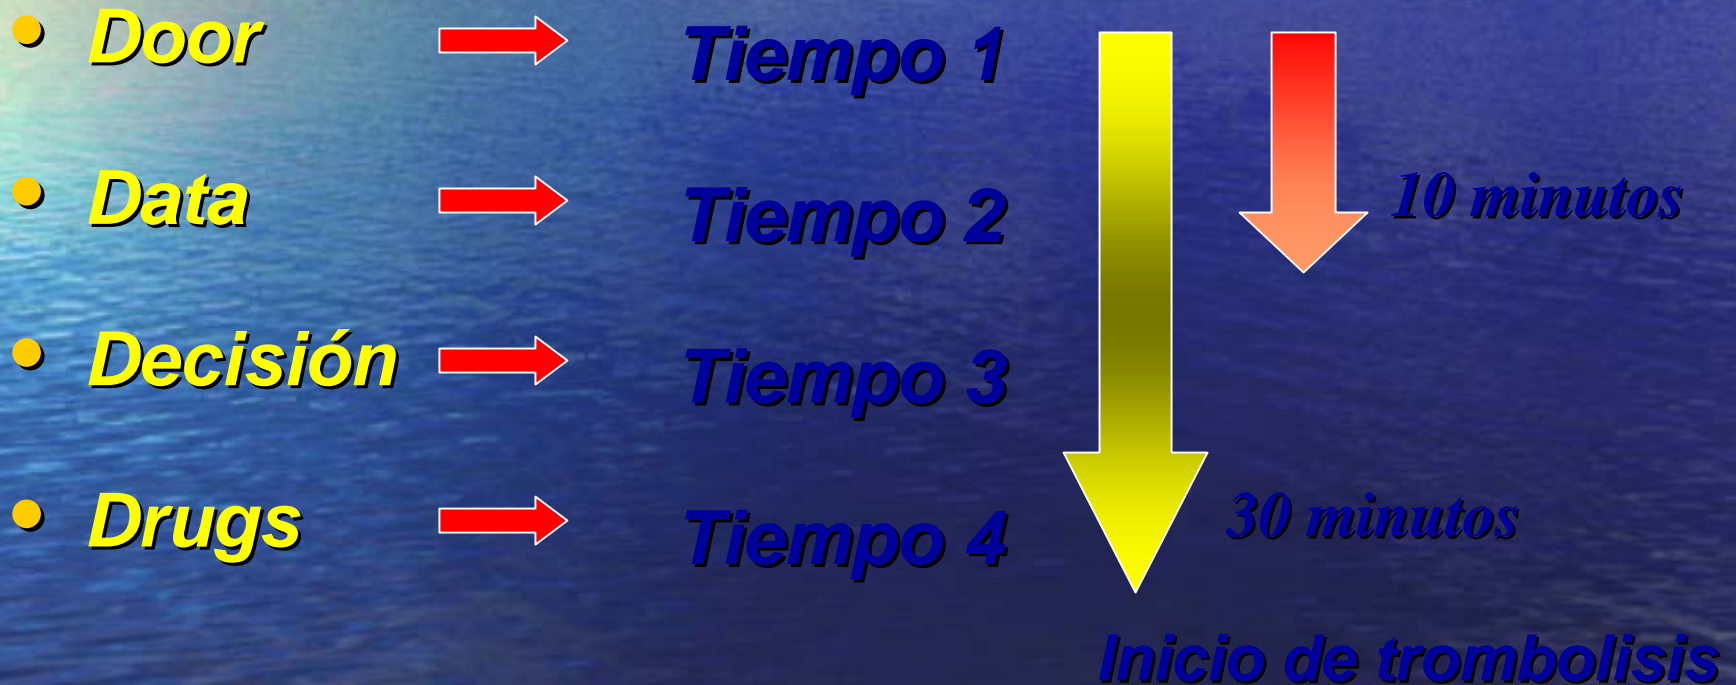 • Door Tiempo 1
• Data Tiempo 2 10 minutos
• Decisión Tiempo 3
• Drugs Tiempo 4 30 minutos
Inicio de trombolisis